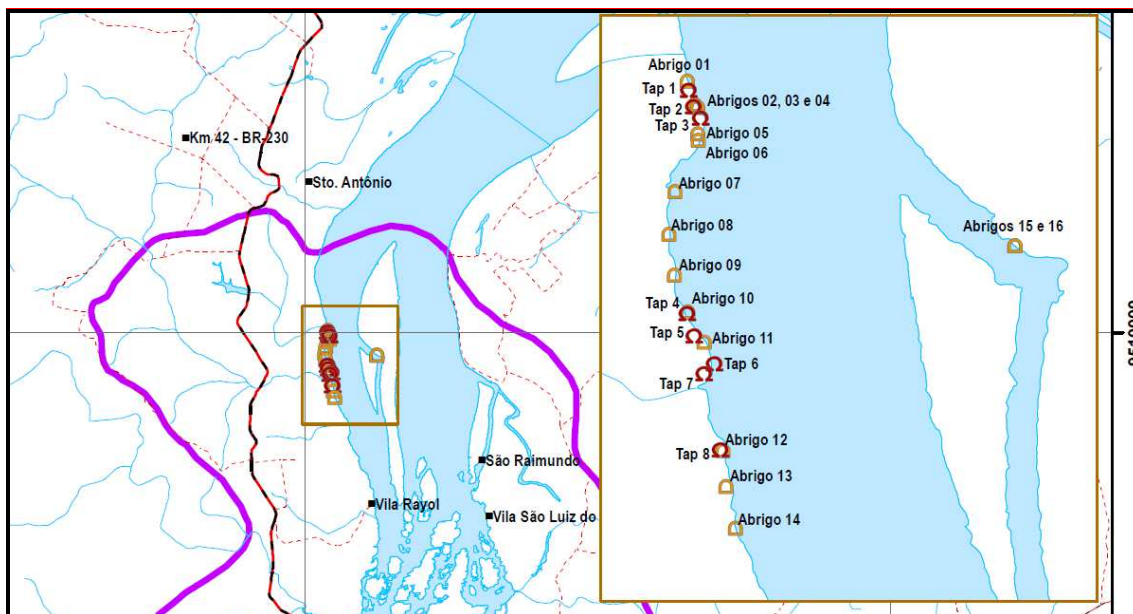 Km 42 - BR-230
Sto. Antônio
São Raimundo
Vila Rayol
Vila São Luiz do
Abrigo 01
Tap 1
Tap 2
Abrigos 02, 03 e 04
Tap 3
Abrigo 05
Abrigo 06
Abrigo 07
Abrigo 08
Abrigos 15 e 16
Abrigo 09
Tap 4
Abrigo 10
Tap 5
Abrigo 11
Tap 6
Tap 7
Abrigo 12
Tap 8
Abrigo 13
Abrigo 14